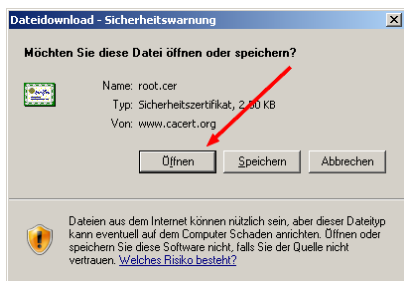 Dateidownload - Sicherheitswarnung
Möchten Sie diese Datei öffnen oder speichern?
Name: root.cer
Typ: Sicherheitszertifikat, 2,50 KB
Von: www.cacert.org
Öffnen Speichern Abbrechen
Dateien aus dem Internet können nützlich sein, aber dieser Dateityp
kann eventuell auf dem Computer Schaden anrichten. Öffnen oder
speichern Sie diese Software nicht, falls Sie der Quelle nicht
vertrauen. Welches Risiko besteht?